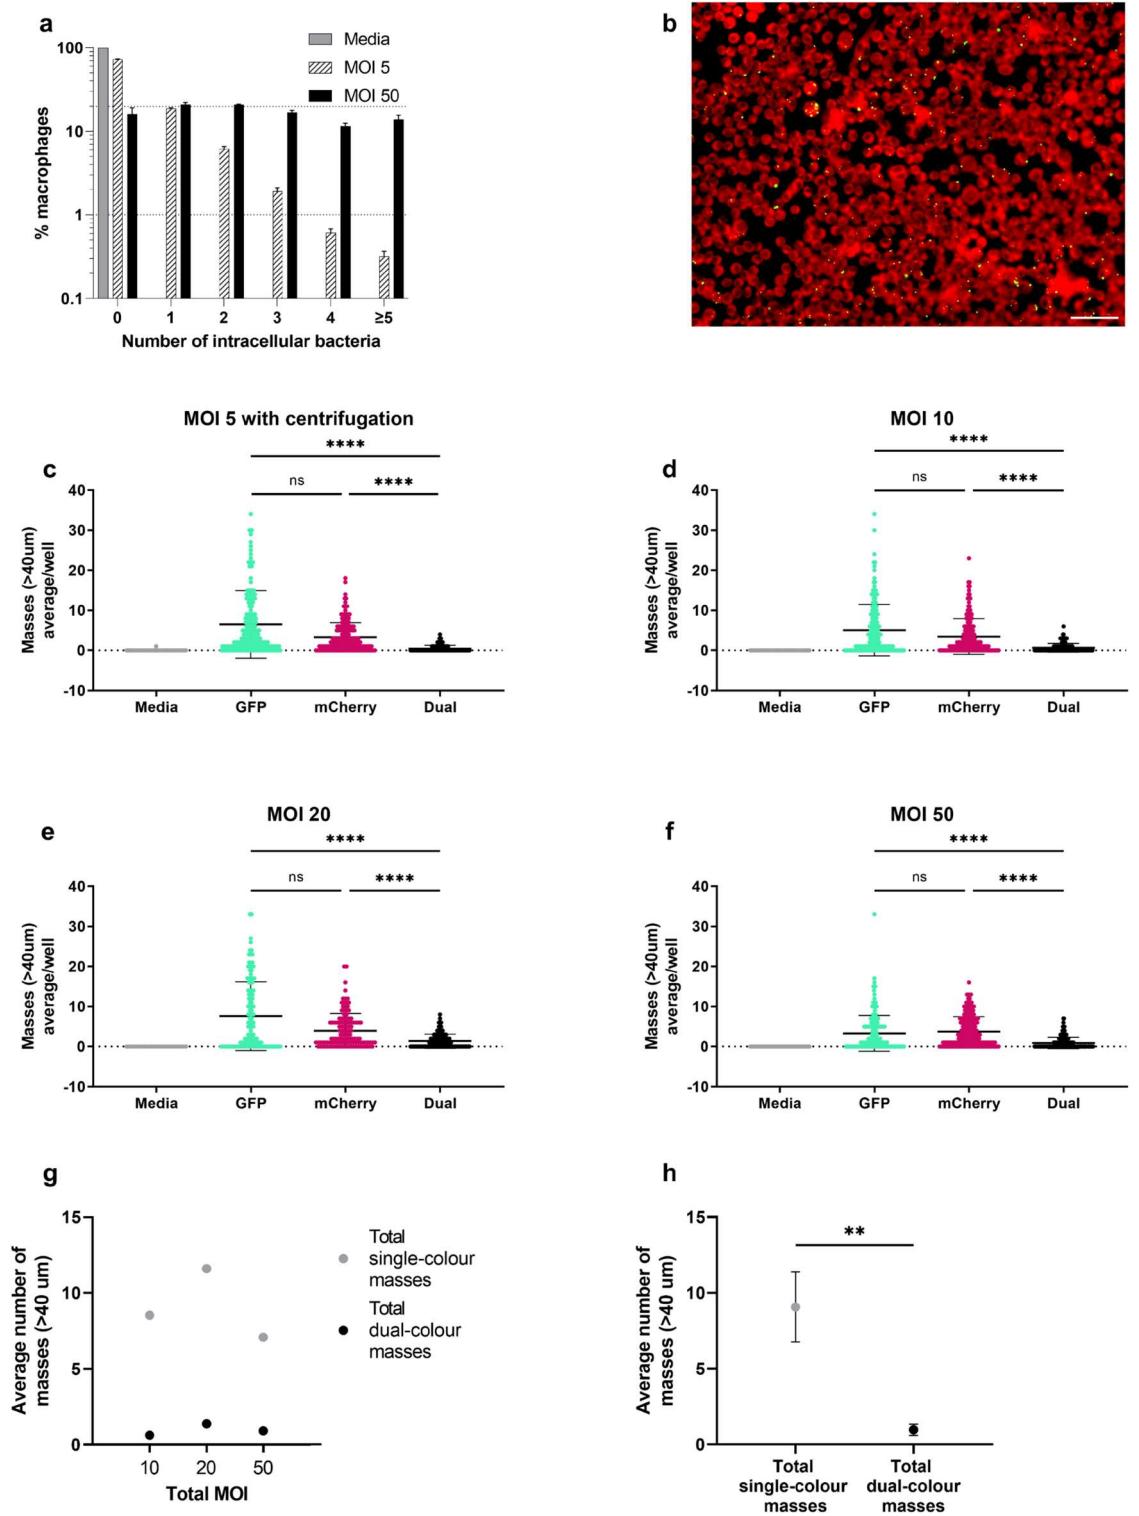 a
100
10
1
0.1
% macrophages
0
1
2
3
4
≥5
Number of intracellular bacteria
Media
MOI 5
MOI 50
b
MOI 5 with centrifugation
c
****
ns
****
40
30
20
10
0
-10
Masses (>40um)
average/well
Media
GFP
mCherry
Dual
MOI 10
d
****
ns
****
40
30
20
10
0
-10
Masses (>40um)
average/well
Media
GFP
mCherry
Dual
MOI 20
e
****
ns
****
40
30
20
10
0
-10
Masses (>40um)
average/well
Media
GFP
mCherry
Dual
MOI 50
f
****
ns
****
40
30
20
10
0
-10
Masses (>40um)
average/well
Media
GFP
mCherry
Dual
g
15
10
5
0
Average number of
masses (>40 um)
10
20
50
Total MOI
Total
single-colour
masses
Total
dual-colour
masses
h
**
15
10
5
0
Average number of
masses (>40 um)
Total
single-colour
masses
Total
dual-colour
masses